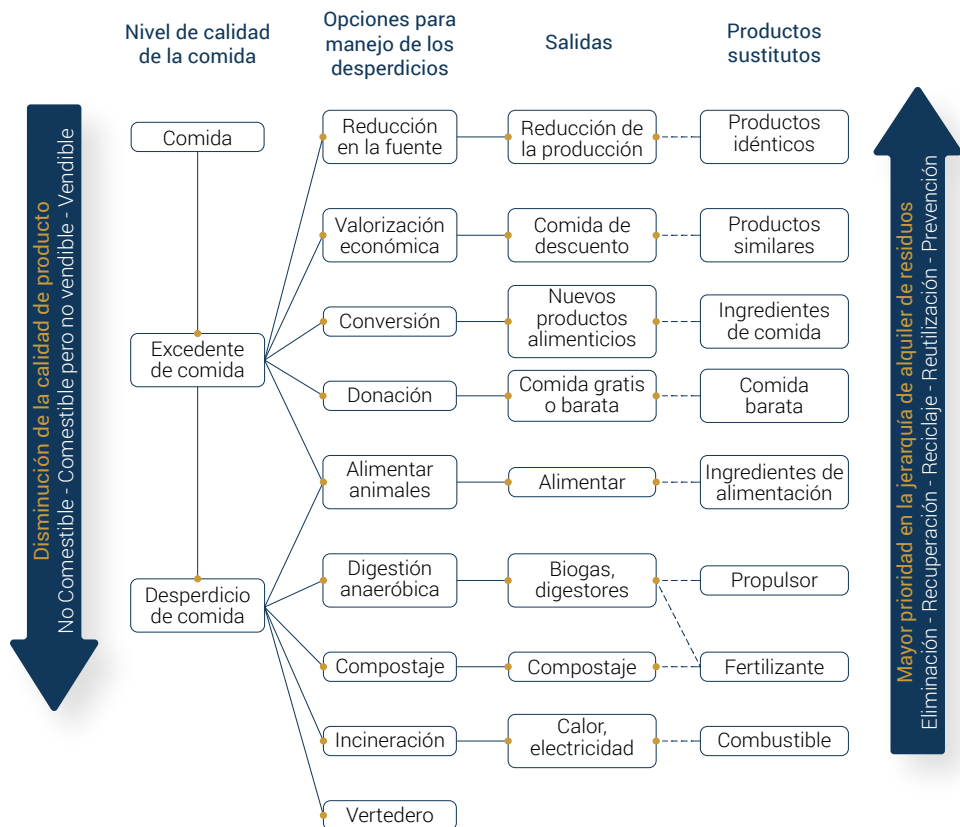 Nivel de calidad
de la comida
Opciones para
manejo de los
desperdicios
Salidas
Productos
sustitutos
Disminución de la calidad de producto
No Comestible - Comestible pero no vendible - Vendible
Comida
Excedente
de comida
Desperdicio
de comida
Reducción
en la fuente
Reducción de
la producción
Productos
idénticos
Valorización
económica
Comida de
descuento
Productos
similares
Conversión
Nuevos
productos
alimenticios
Ingredientes
de comida
Donación
Comida gratis
o barata
Comida
barata
Alimentar
animales
Alimentar
Ingredientes de
alimentación
Digestión
anaeróbica
Biogas,
digestores
Propulsor
Compostaje
Compostaje
Fertilizante
Incineración
Calor,
electricidad
Combustible
Vertedero
Mayor prioridad en la jerarquía de alquiler de residuos
Eliminación - Recuperación - Reciclaje - Reutilización - Prevención